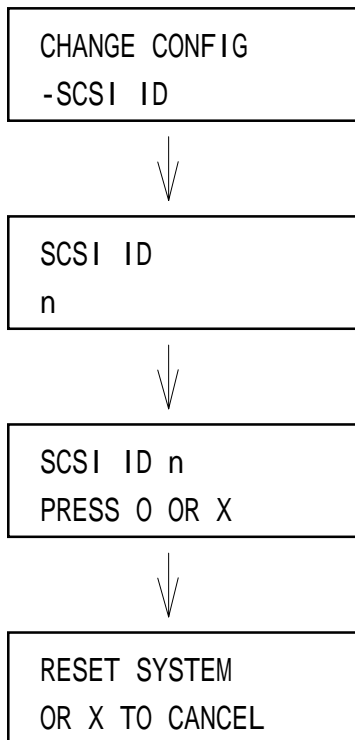 CHANGE CONFIG
-SCSI ID
SCSI ID
n
SCSI ID n
PRESS O OR X
RESET SYSTEM
OR X TO CANCEL